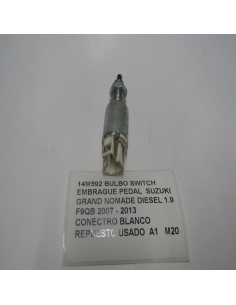 14M592 BULBO SWITCH
EMBRAGUE PEDAL SUZUKI
GRAND NOMADE DIESEL 1.9
F9QB 2007 - 2013
CONECTRO BLANCO
REPUESTO USADO A1 M20